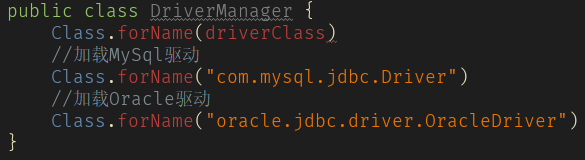 public class DriverManager {
    Class.forName(driverClass)
    //加载MySql驱动
    Class.forName("com.mysql.jdbc.Driver")
    //加载Oracle驱动
    Class.forName("oracle.jdbc.driver.OracleDriver")
}